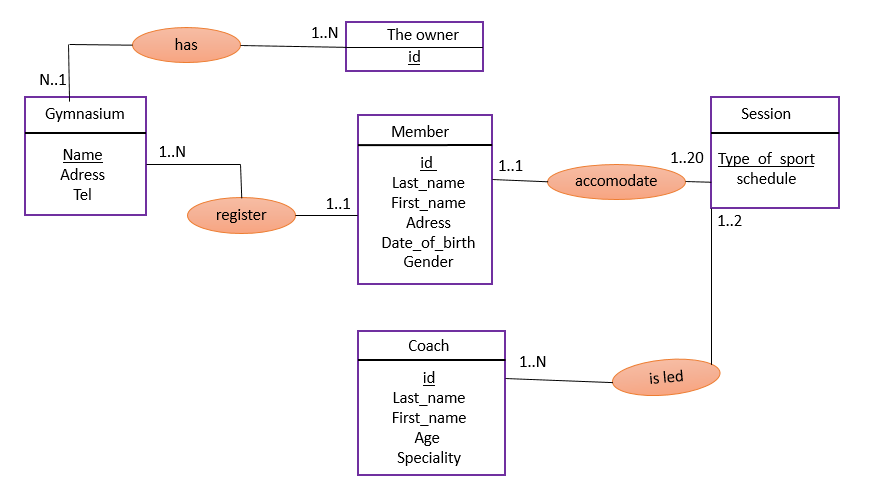 has
1..N
The owner
id
N..1
Gymnasium
Name
Adress
Tel
1..N
register
1..1
Member
id
Last_name
First_name
Adress
Date_of_birth
Gender
1..1
accomodate
1..20
Session
Type_of_sport
schedule
1..2
Coach
id
Last_name
First_name
Age
Speciality
1..N
is led